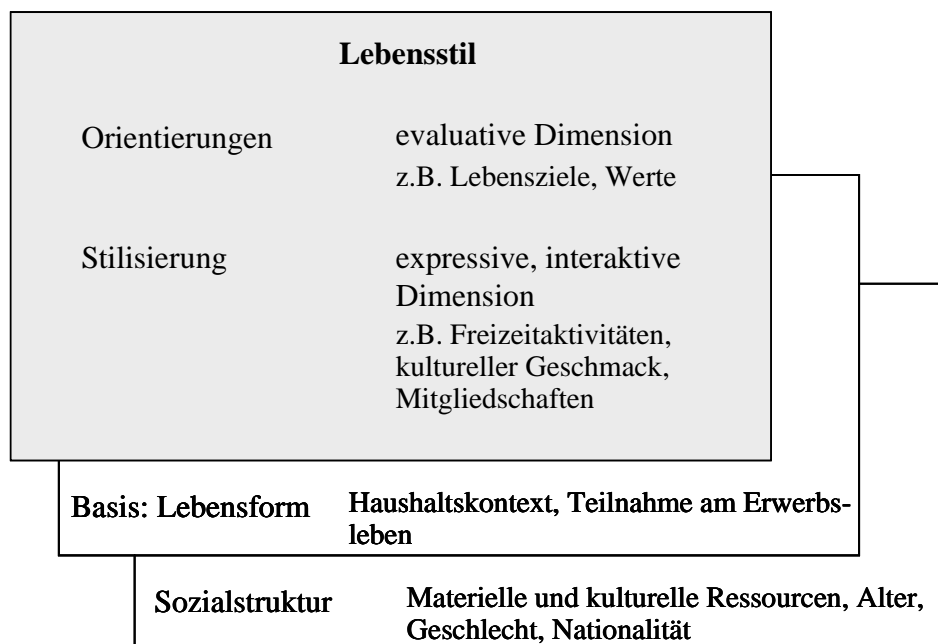 Lebensstil
Orientierungen evaluative Dimension
z.B. Lebensziele, Werte
Stilisierung expressive, interaktive
Dimension
z.B. Freizeitaktivitäten,
kultureller Geschmack,
Mitgliedschaften
Basis: Lebensform Haushaltskontext, Teilnahme am Erwerbs-
leben
Sozialstruktur Materielle und kulturelle Ressourcen, Alter,
Geschlecht, Nationalität